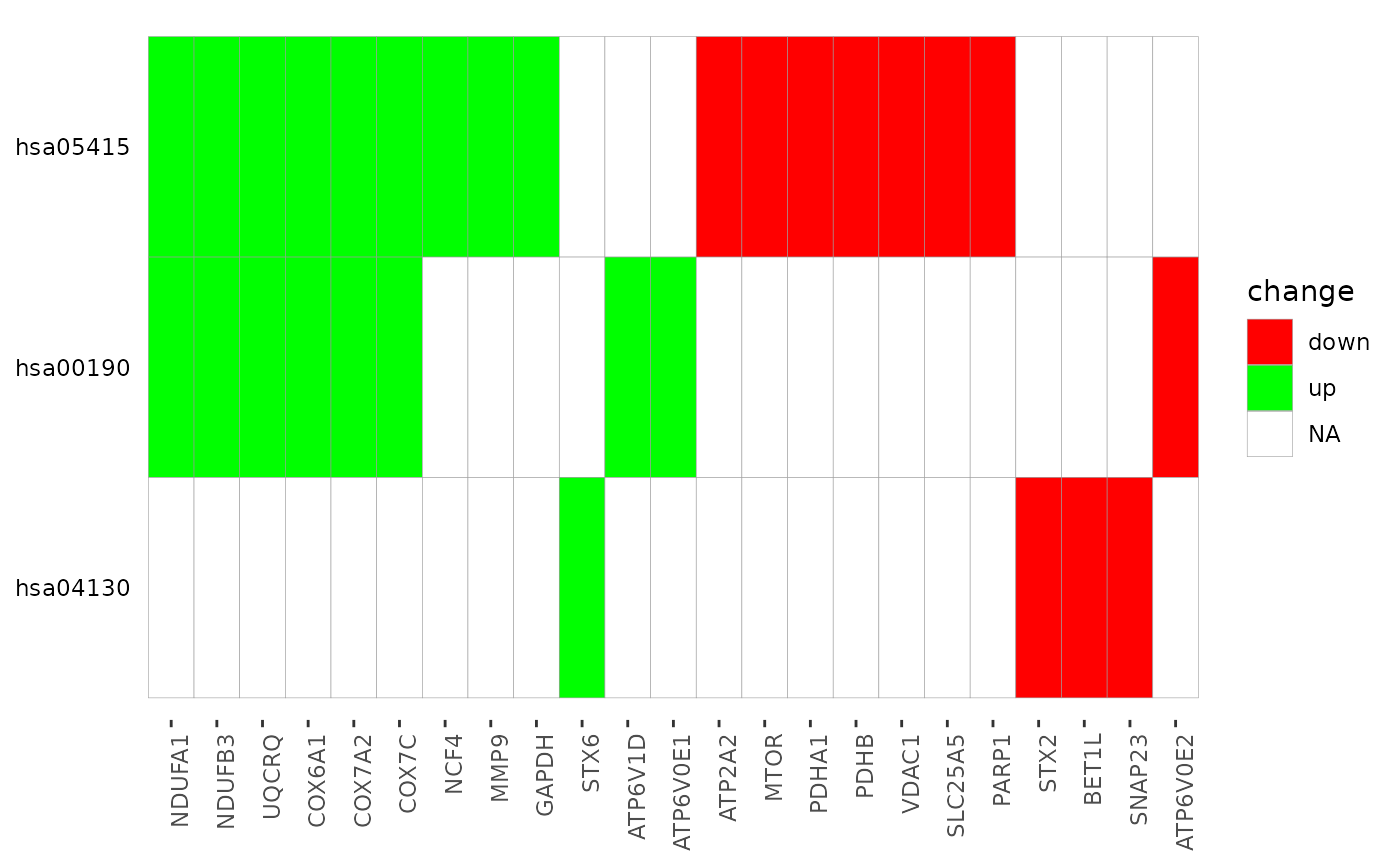 hsa05415
hsa00190
hsa04130
change
down
up
NA
NDUFA1
NDUFB3
UQCRQ
COX6A1
COX7A2
COX7C
NCF4
MMP9
GAPDH
STX6
ATP6V1D
ATP6V0E1
ATP2A2
MTOR
PDHA1
PDHB
VDAC1
SLC25A5
PARP1
STX2
BET1L
SNAP23
ATP6V0E2